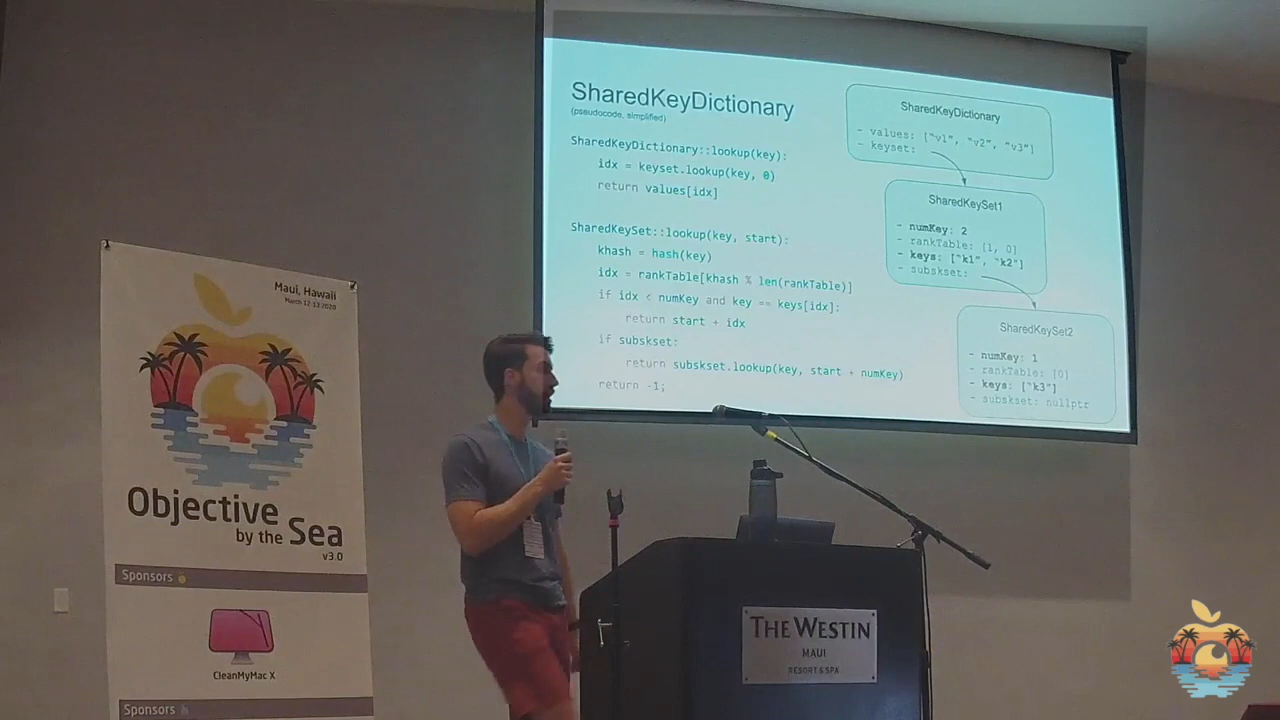 SharedKeyDictionary
(pseudocode, simplified)
SharedKeyDictionary::lookup(key):
idx = keyset.lookup(key, 0)
return values[idx]
SharedKeySet::lookup(key, start):
khash = hash(key)
idx = rankTable[khash % len(rankTable)]
if idx < numKey and key == keys[idx]:
return start + idx
if subskset:
return subskset.lookup(key, start + numKey)
return -1;
SharedKeyDictionary
- values: ["v1", "v2", "v3"]
- keyset:
SharedKeySet1
- numKey: 2
- rankTable: [1, 0]
- keys: ["k1", "k2"]
- subskset:
SharedKeySet2
- numKey: 1
- rankTable: [0]
- keys: ["k3"]
- subskset: nullptr
Maui, Hawaii
March 12-13 2020
Objective
by the Sea
v3.0
Sponsors
CleanMyMac X
Sponsors
THE WESTIN
MAUI
RESORT & SPA